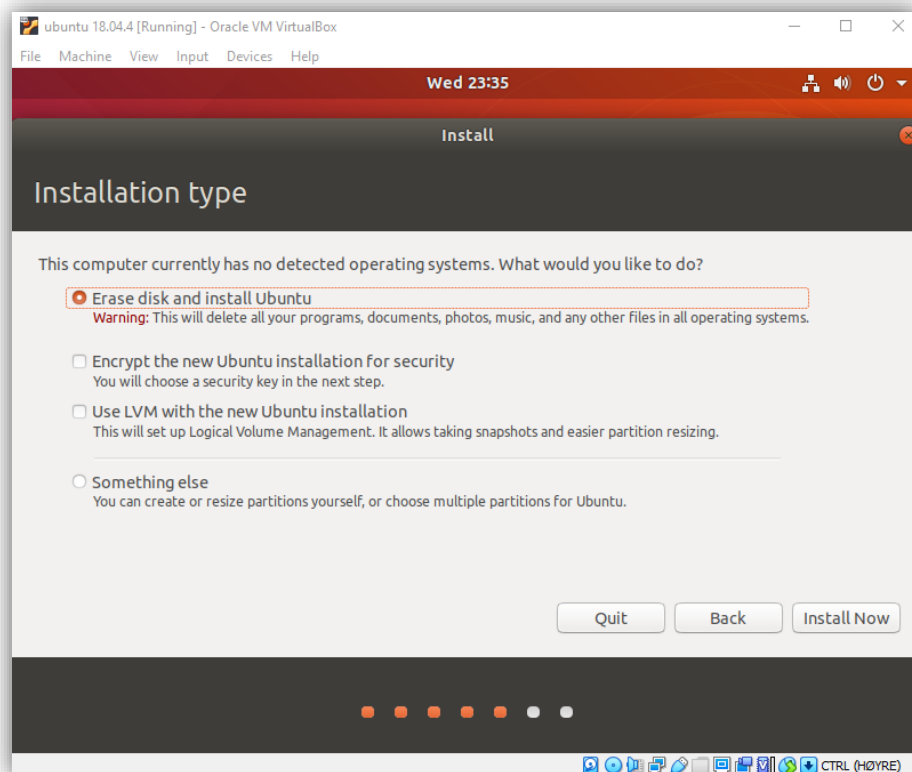 ubuntu 18.04.4 [Running] - Oracle VM VirtualBox
File Machine View Input Devices Help
Wed 23:35
Install
Installation type
This computer currently has no detected operating systems. What would you like to do?
Erase disk and install Ubuntu
Warning: This will delete all your programs, documents, photos, music, and any other files in all operating systems.
Encrypt the new Ubuntu installation for security
You will choose a security key in the next step.
Use LVM with the new Ubuntu installation
This will set up Logical Volume Management. It allows taking snapshots and easier partition resizing.
Something else
You can create or resize partitions yourself, or choose multiple partitions for Ubuntu.
Quit Back Install Now
CTRL (HØYRE)